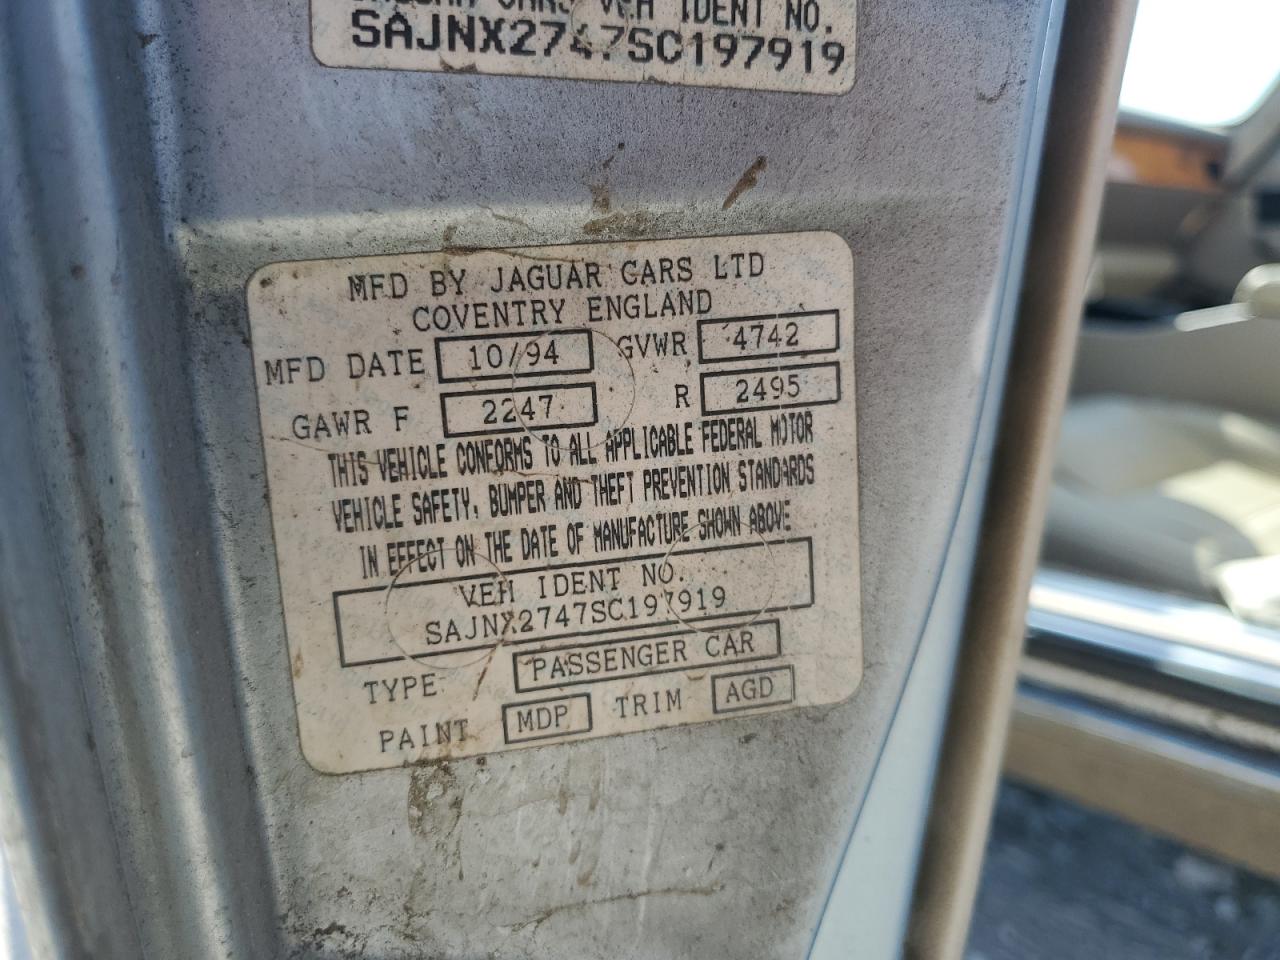 VEH IDENT NO.
SAJNX2747SC197919
MFD BY JAGUAR CARS LTD
COVENTRY ENGLAND
MFD DATE 10/94 GVWR 4742
GAWR F 2247 R 2495
THIS VEHICLE CONFORMS TO ALL APPLICABLE FEDERAL MOTOR
VEHICLE SAFETY, BUMPER AND THEFT PREVENTION STANDARDS
IN EFFECT ON THE DATE OF MANUFACTURE SHOWN ABOVE
VEH IDENT NO.
SAJNX2747SC197919
TYPE PASSENGER CAR
PAINT MDP TRIM AGD